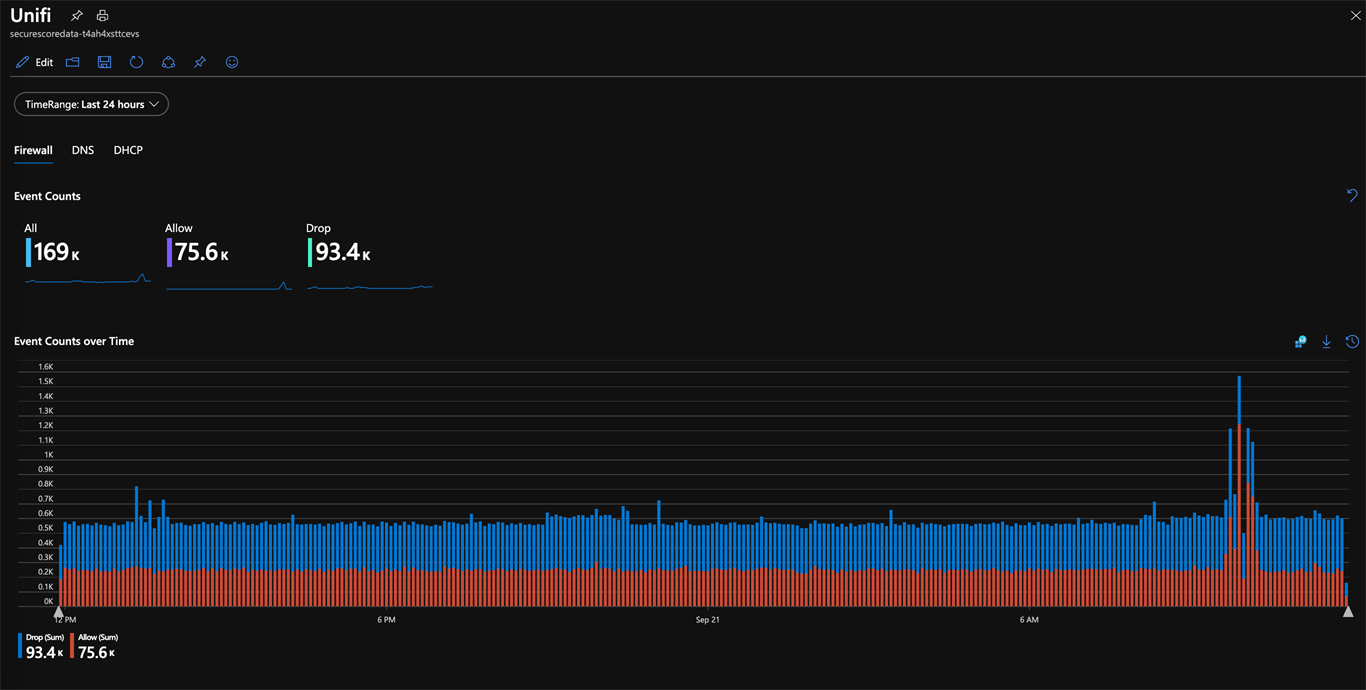 Unifi
securescoredata-t4ah4xsttcevs
Edit
TimeRange: Last 24 hours
Firewall DNS DHCP
Event Counts
All Allow Drop
169 K 75.6 K 93.4 K
Event Counts over Time
1.6K
1.5K
1.4K
1.3K
1.2K
1.1K
1K
0.9K
0.8K
0.7K
0.6K
0.5K
0.4K
0.3K
0.2K
0.1K
0K
12 PM 6 PM Sep 21 6 AM
Drop (Sum) Allow (Sum)
93.4 K 75.6 K